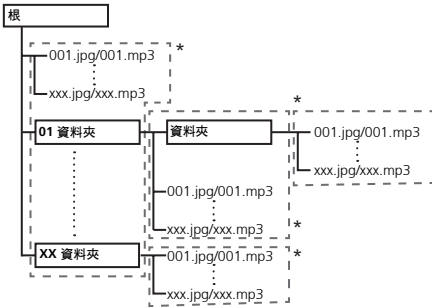 根
001.jpg/001.mp3
*
xxx.jpg/xxx.mp3
*
01 資料夾
資料夾
001.jpg/001.mp3
xxx.jpg/xxx.mp3
001.jpg/001.mp3
xxx.jpg/xxx.mp3
*
XX 資料夾
001.jpg/001.mp3
*
xxx.jpg/xxx.mp3